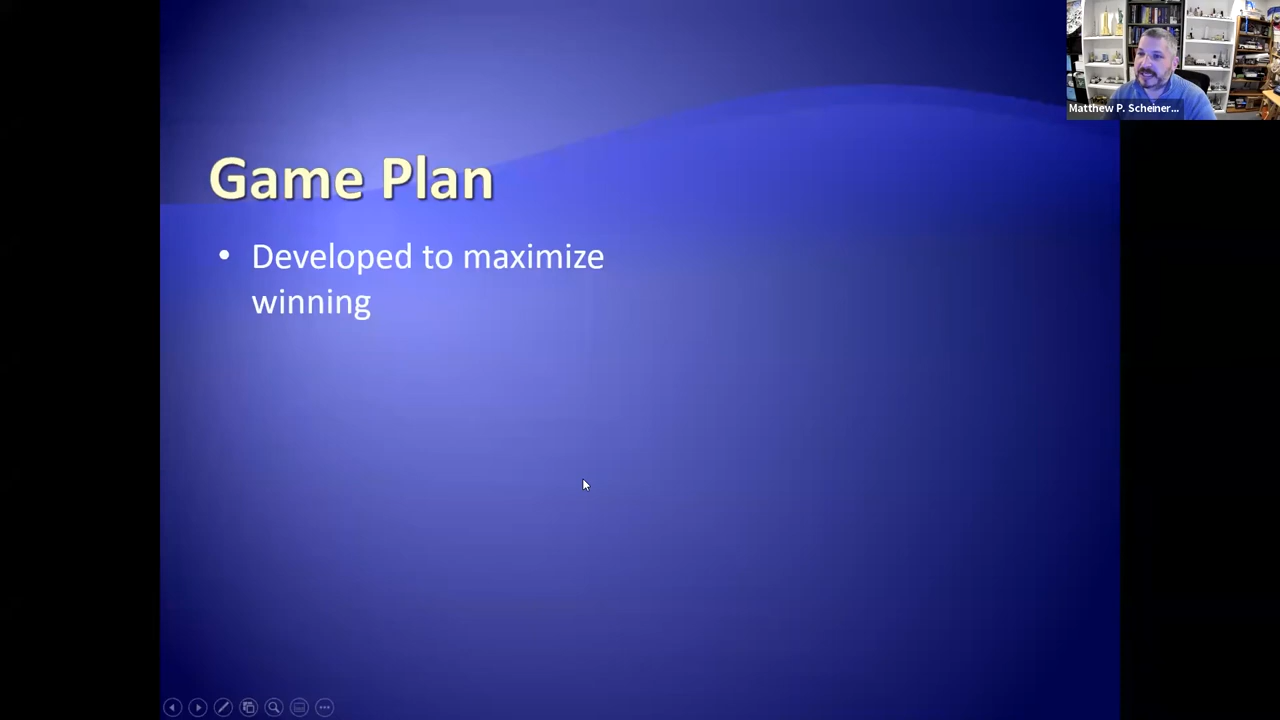 Game Plan
• Developed to maximize
winning
Matthew P. Scheiner...